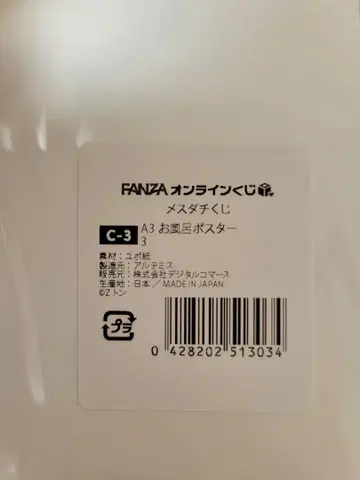 FANZA オンラインくじ
メスダチくじ
C-3 A3 お風呂ポスター
3
素材：ユポ紙
製造元：アルテミス
販売元：株式会社デジタルコマース
生産地：日本／MADE IN JAPAN
©Zトン
プラ
0 428202 513034